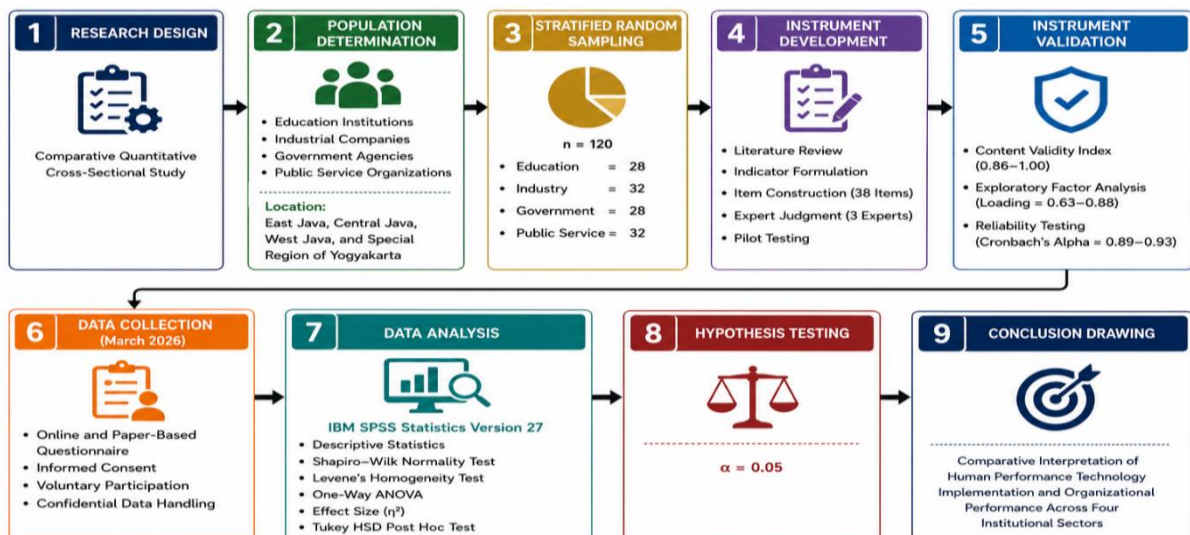 1 RESEARCH DESIGN
Comparative Quantitative
Cross-Sectional Study
2 POPULATION
DETERMINATION
• Education Institutions
• Industrial Companies
• Government Agencies
• Public Service Organizations
Location:
East Java, Central Java,
West Java, and Special
Region of Yogyakarta
3 STRATIFIED RANDOM
SAMPLING
n = 120
• Education = 28
• Industry = 32
• Government = 28
• Public Service = 32
4 INSTRUMENT
DEVELOPMENT
• Literature Review
• Indicator Formulation
• Item Construction (38 Items)
• Expert Judgment (3 Experts)
• Pilot Testing
5 INSTRUMENT
VALIDATION
• Content Validity Index
(0.86–1.00)
• Exploratory Factor Analysis
(Loading = 0.63–0.88)
• Reliability Testing
(Cronbach's Alpha = 0.89–0.93)
6 DATA COLLECTION
(March 2026)
• Online and Paper-Based
Questionnaire
• Informed Consent
• Voluntary Participation
• Confidential Data Handling
7 DATA ANALYSIS
IBM SPSS Statistics Version 27
• Descriptive Statistics
• Shapiro–Wilk Normality Test
• Levene's Homogeneity Test
• One-Way ANOVA
• Effect Size (η²)
• Tukey HSD Post Hoc Test
8 HYPOTHESIS TESTING
α = 0.05
9 CONCLUSION DRAWING
Comparative Interpretation of
Human Performance Technology
Implementation and Organizational
Performance Across Four
Institutional Sectors